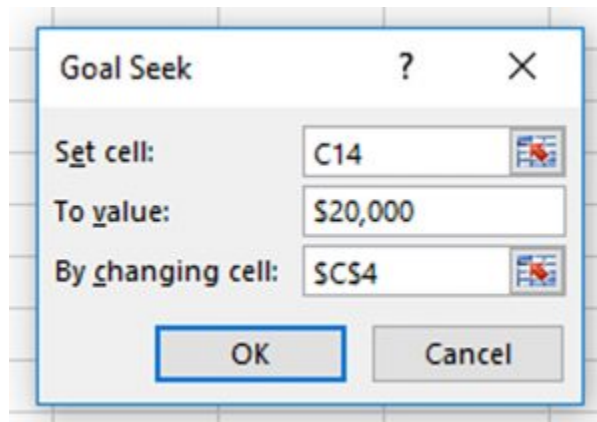 Goal Seek ?
Set cell: C14
To value: $20,000
By changing cell: $C$4
OK Cancel